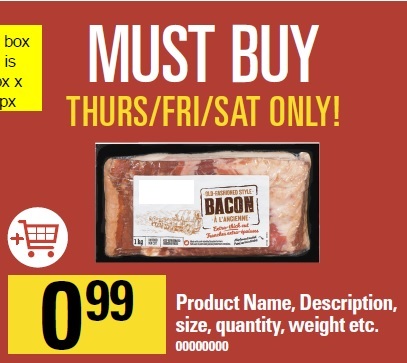 box
is
x x
px
MUST BUY
THURS/FRI/SAT ONLY!
OLD-FASHIONED STYLE
BACON
À L'ANCIENNE
Extra-thick cut
Tranches extra-épaisses
1 kg
+
0.99
Product Name, Description,
size, quantity, weight etc.
00000000